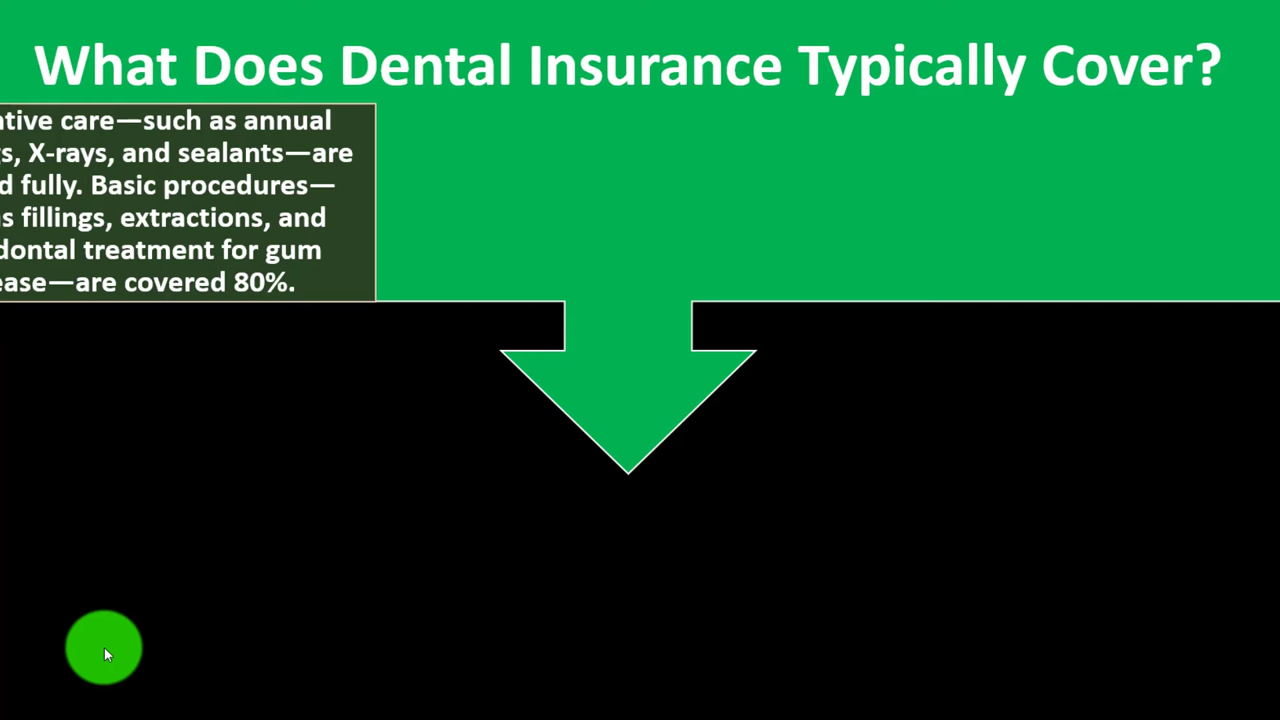 What Does Dental Insurance Typically Cover?
ative care—such as annual
s, X-rays, and sealants—are
d fully. Basic procedures—
s fillings, extractions, and
dontal treatment for gum
ease—are covered 80%.